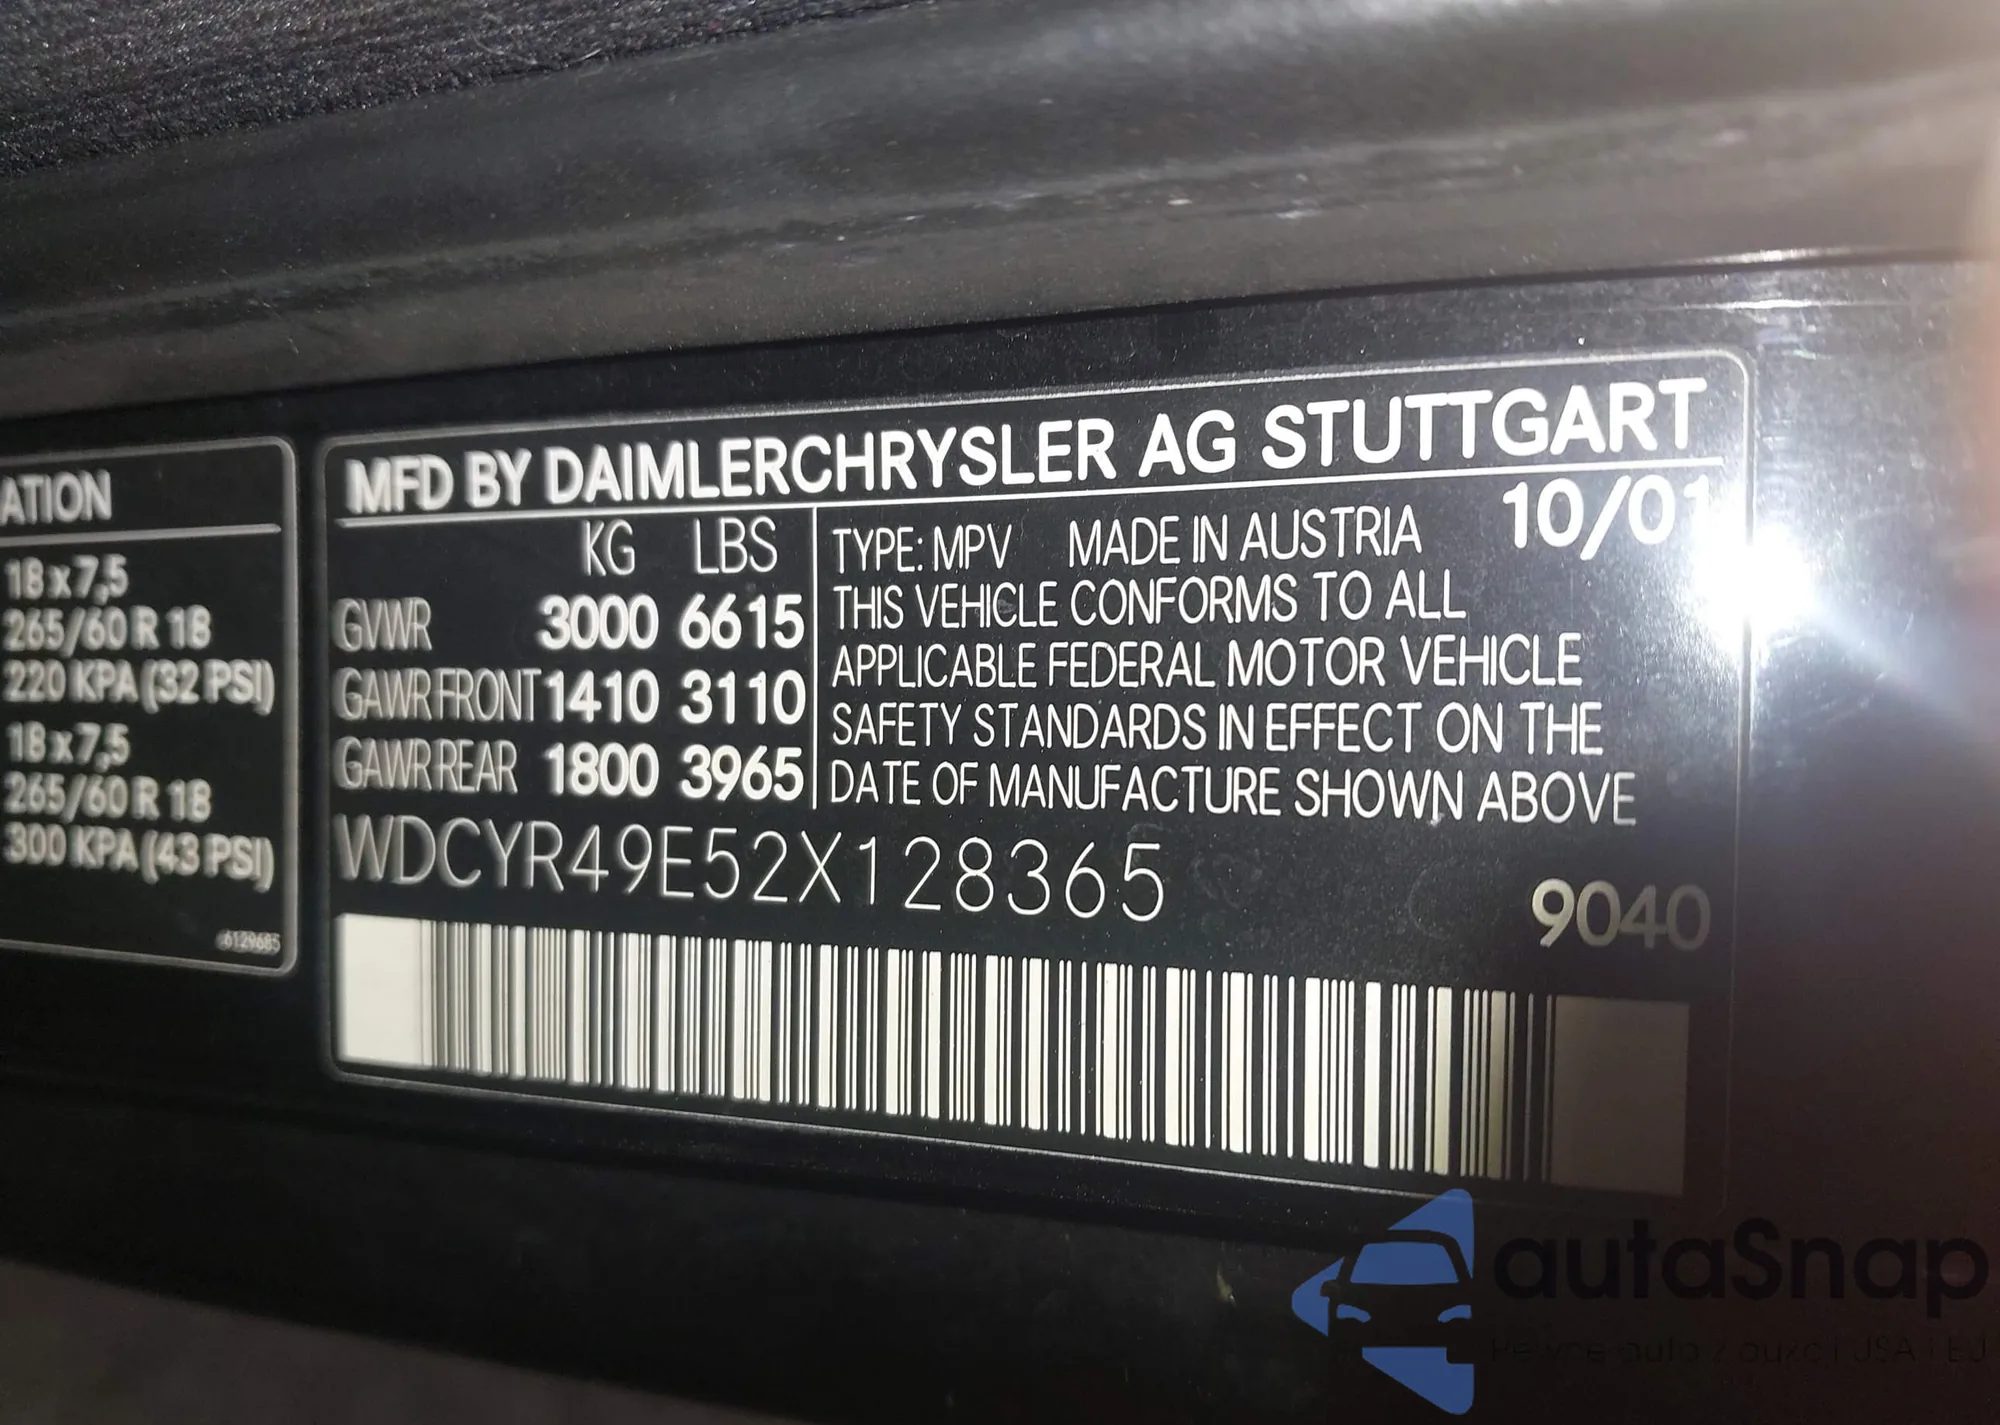 ATION
18 x 7,5
265/60 R 18
220 KPA (32 PSI)
18 x 7,5
265/60 R 18
300 KPA (43 PSI)
6129685
MFD BY DAIMLERCHRYSLER AG STUTTGART
KG LBS
GVWR 3000 6615
GAWR FRONT 1410 3110
GAWR REAR 1800 3965
TYPE: MPV MADE IN AUSTRIA 10/01
THIS VEHICLE CONFORMS TO ALL
APPLICABLE FEDERAL MOTOR VEHICLE
SAFETY STANDARDS IN EFFECT ON THE
DATE OF MANUFACTURE SHOWN ABOVE
WDCYR49E52X128365
9040
autaSnap